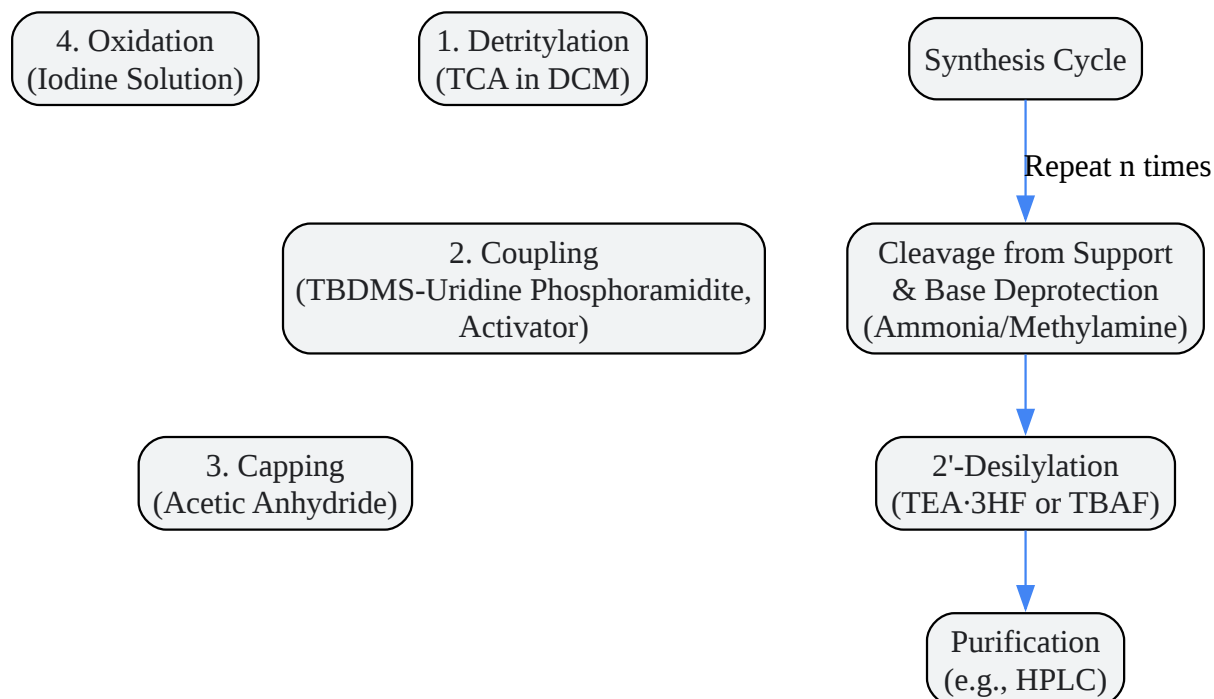 4. Oxidation
(Iodine Solution)
1. Detritylation
(TCA in DCM)
Synthesis Cycle
Repeat n times
2. Coupling
(TBDMS-Uridine Phosphoramidite,
Activator)
Cleavage from Support
& Base Deprotection
(Ammonia/Methylamine)
3. Capping
(Acetic Anhydride)
2'-Desilylation
(TEA·3HF or TBAF)
Purification
(e.g., HPLC)